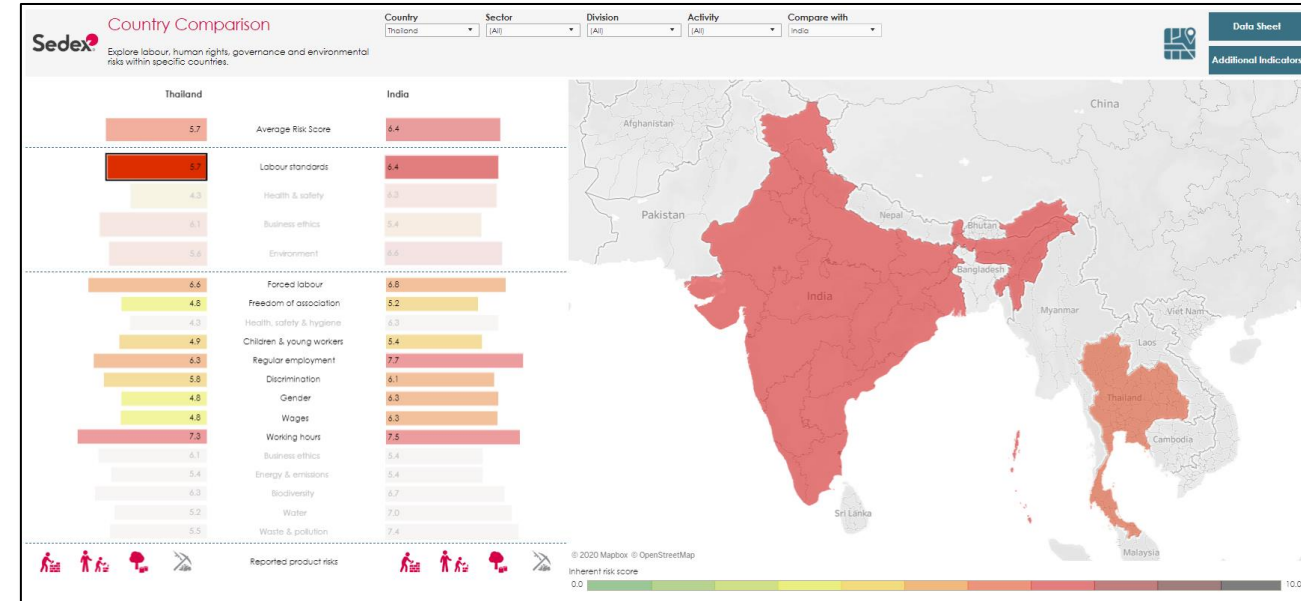 Sedex
Country Comparison
Explore labour, human rights, governance and environmental
risks within specific countries.
Country Sector Division Activity Compare with
Thailand (All) (All) (All) India
Data Sheet
Additional Indicators
Thailand India
5.7 Average Risk Score 6.4
5.7 Labour standards 6.4
4.3 Health & safety 6.3
6.1 Business ethics 5.4
5.6 Environment 6.6
6.6 Forced labour 6.8
4.8 Freedom of association 5.2
4.3 Health, safety & hygiene 6.3
4.9 Children & young workers 5.4
6.3 Regular employment 7.7
5.8 Discrimination 6.1
4.8 Gender 6.3
4.8 Wages 6.3
7.3 Working hours 7.5
6.1 Business ethics 5.4
5.4 Energy & emissions 5.4
6.3 Biodiversity 6.7
5.2 Water 7.0
5.5 Waste & pollution 7.4
Reported product risks
China
Afghanistan
Pakistan
Nepal
Bhutan
Bangladesh
India
Myanmar
Viet Nam
Laos
Thailand
Cambodia
Sri Lanka
Malaysia
© 2020 Mapbox © OpenStreetMap
Inherent risk score
0.0 10.0